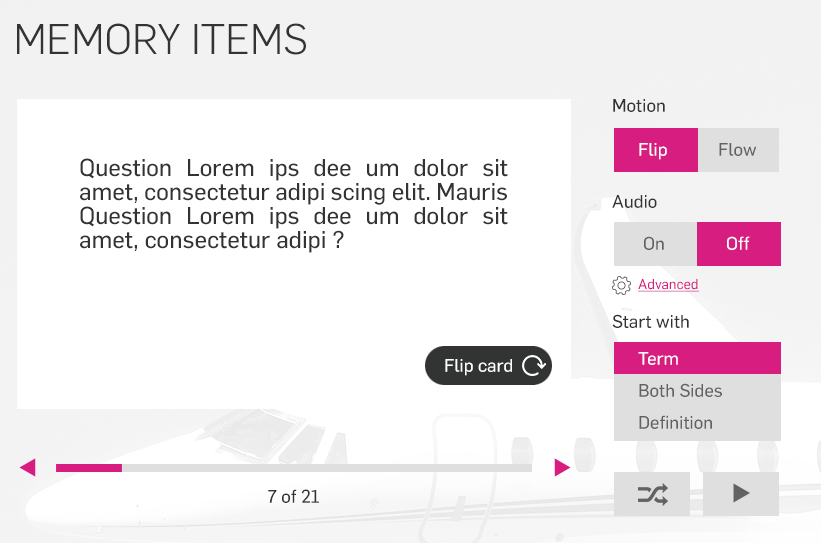 MEMORY ITEMS
Question Lorem ips dee um dolor sit
amet, consectetur adipi scing elit. Mauris
Question Lorem ips dee um dolor sit
amet, consectetur adipi ?
Flip card
7 of 21
Motion
Flip Flow
Audio
On Off
Advanced
Start with
Term
Both Sides
Definition